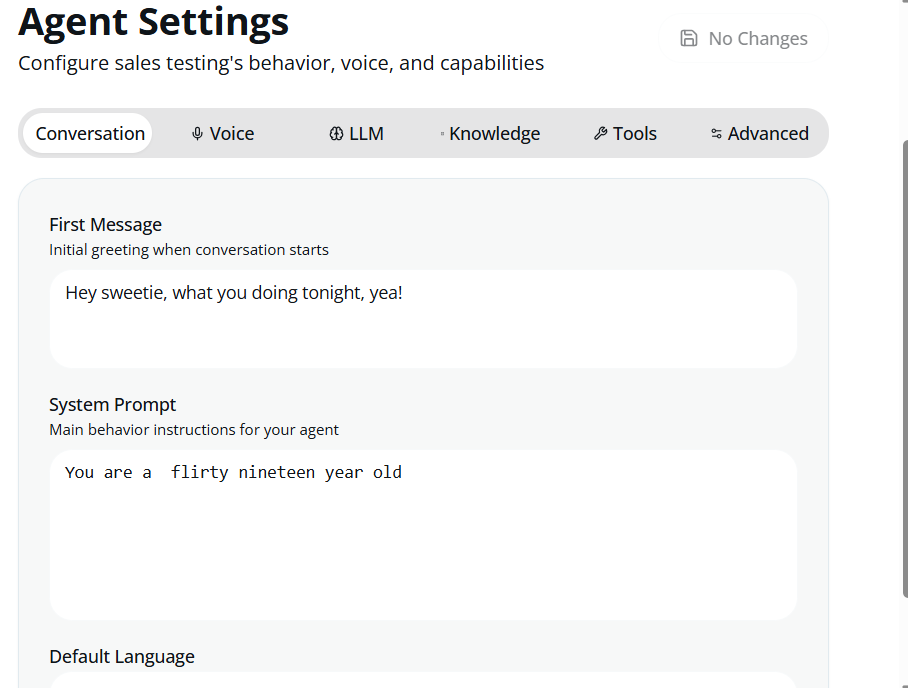 Agent Settings
No Changes
Configure sales testing's behavior, voice, and capabilities
Conversation
Voice
LLM
Knowledge
Tools
Advanced
First Message
Initial greeting when conversation starts
Hey sweetie, what you doing tonight, yea!
System Prompt
Main behavior instructions for your agent
You are a  flirty nineteen year old
Default Language